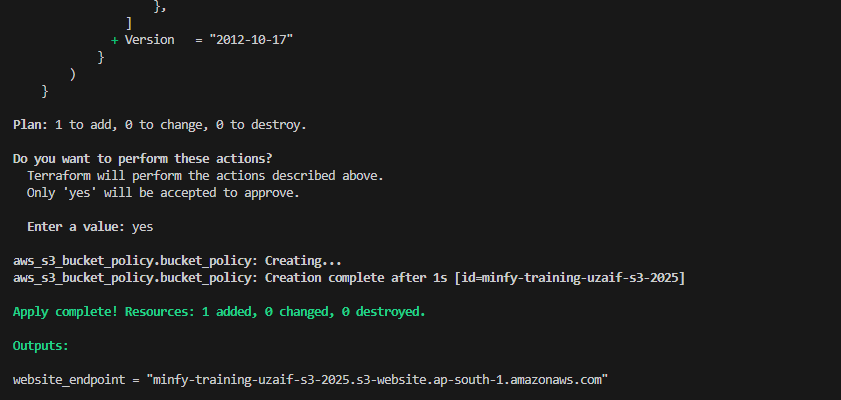 },
]
+ Version = "2012-10-17"
}
)
}
Plan: 1 to add, 0 to change, 0 to destroy.
Do you want to perform these actions?
Terraform will perform the actions described above.
Only 'yes' will be accepted to approve.
Enter a value: yes
aws_s3_bucket_policy.bucket_policy: Creating...
aws_s3_bucket_policy.bucket_policy: Creation complete after 1s [id=minfy-training-uzaif-s3-2025]
Apply complete! Resources: 1 added, 0 changed, 0 destroyed.
Outputs:
website_endpoint = "minfy-training-uzaif-s3-2025.s3-website.ap-south-1.amazonaws.com"